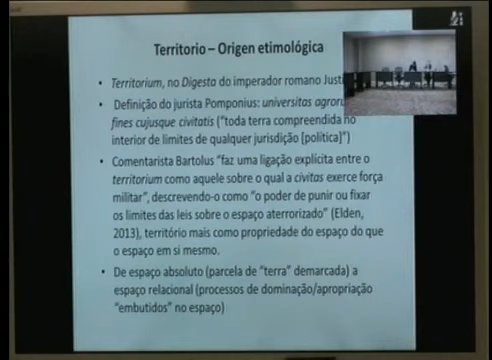 Territorio – Origen etimológica
• Territorium, no Digesta do imperador romano
• Definição do jurista Pomponius: universitas
fines cujusque civitatis (“toda terra compreendida no
interior de limites de qualquer jurisdição [política]”)
• Comentarista Bartolus “faz uma ligação explícita entre o
territorium como aquele sobre o qual a civitas exerce força
militar”, descrevendo-o como “o poder de punir ou fixar
os limites das leis sobre o espaço aterrorizado” (Elden,
2013), território mais como propriedade do espaço do que
o espaço em si mesmo.
• De espaço absoluto (parcela de “terra” demarcada) a
espaço relacional (processos de dominação/apropriação
“embutidos” no espaço)